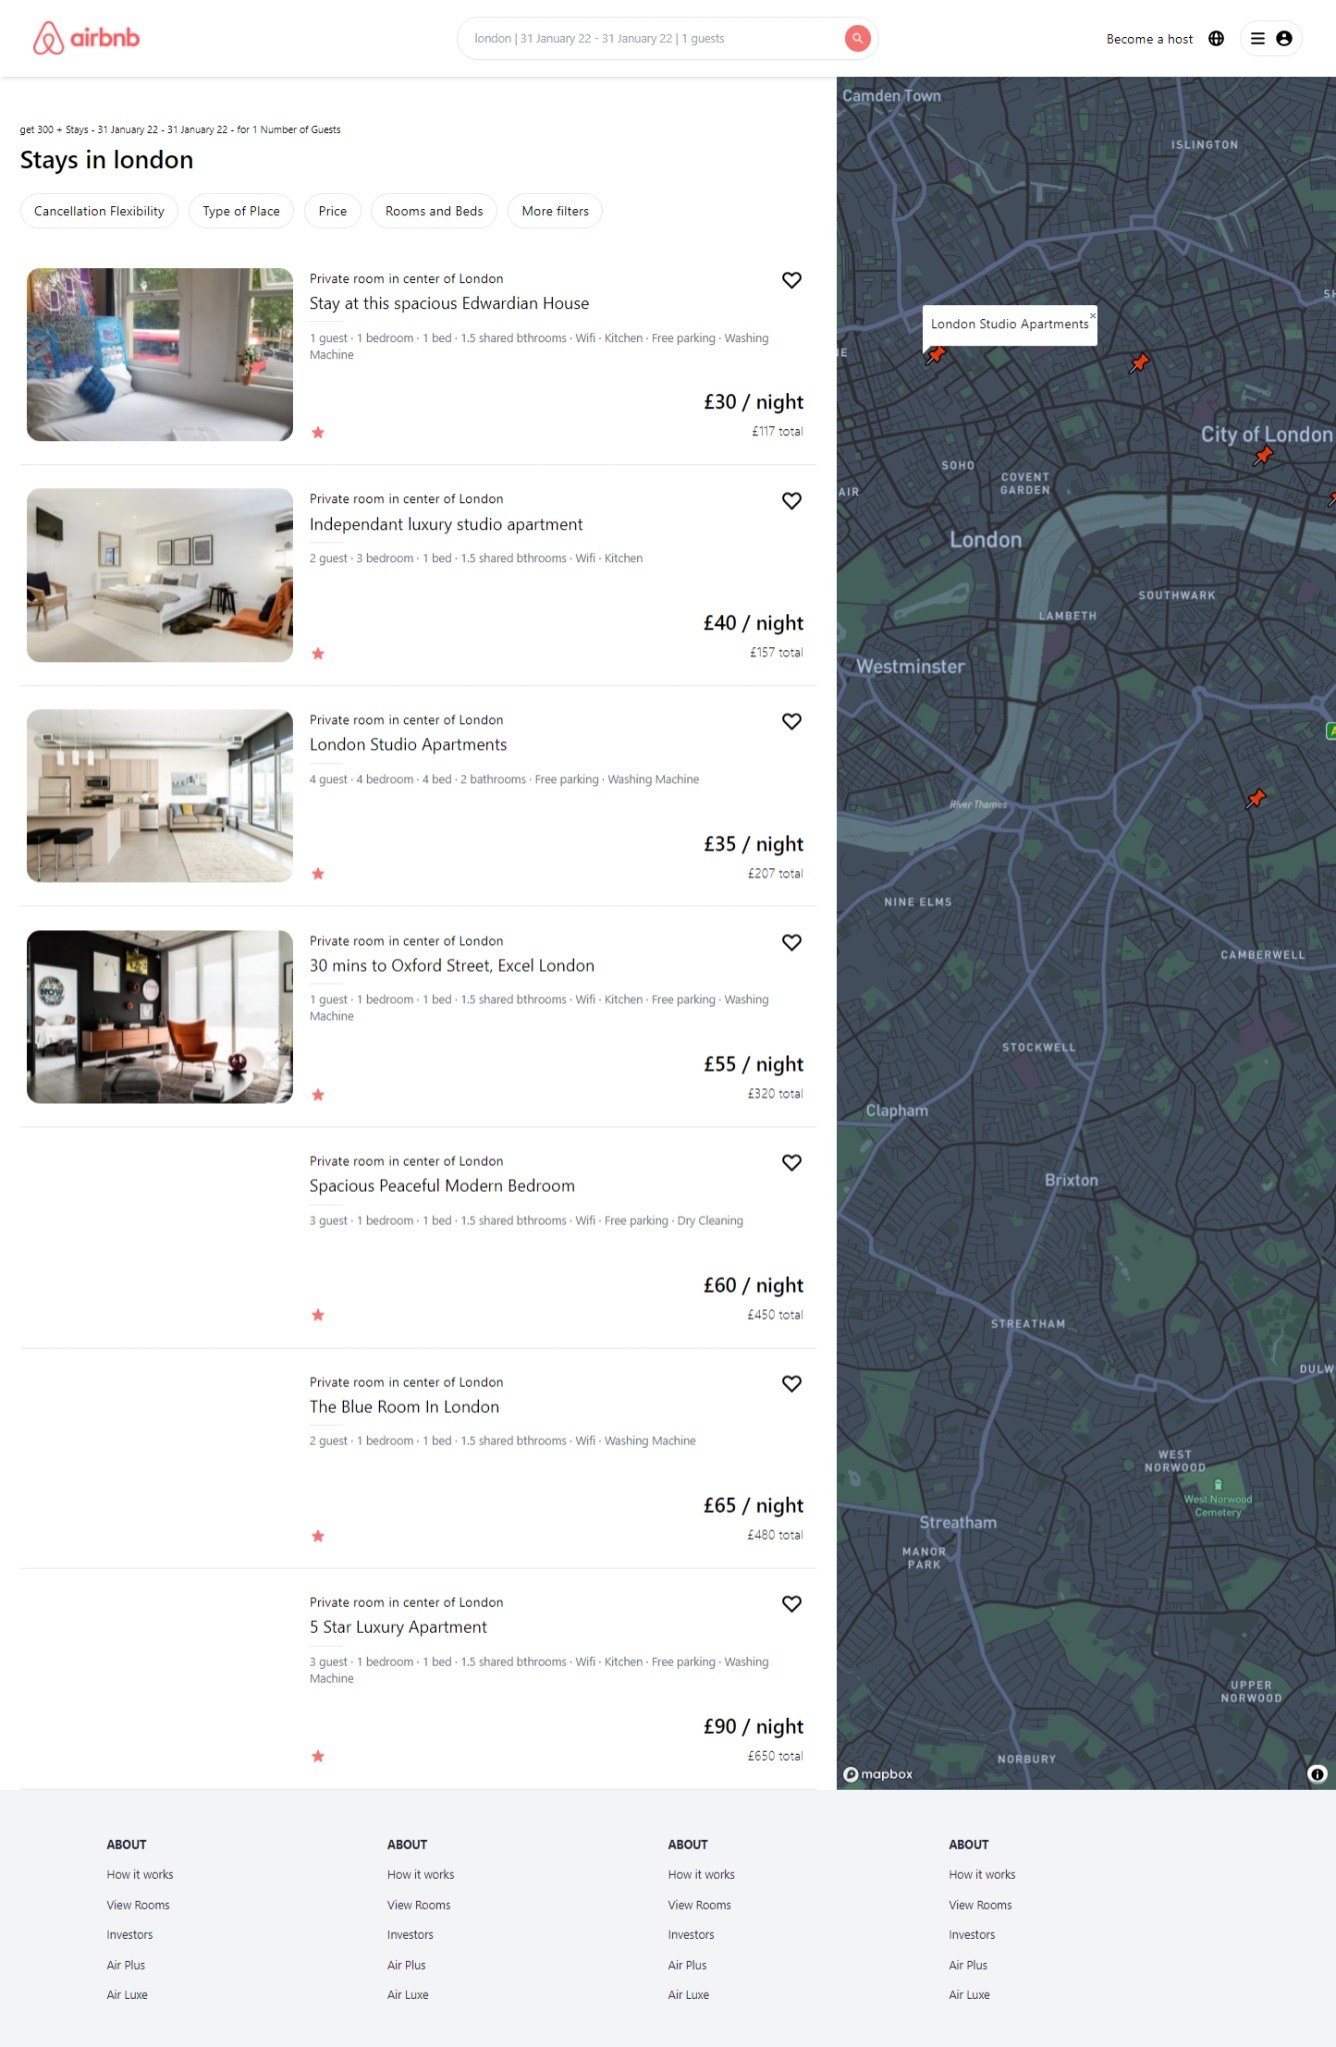 airbnb
london | 31 January 22 - 31 January 22 | 1 guests
Become a host
get 300 + Stays - 31 January 22 - 31 January 22 - for 1 Number of Guests
Stays in london
Cancellation Flexibility
Type of Place
Price
Rooms and Beds
More filters
Private room in center of London
Stay at this spacious Edwardian House
1 guest · 1 bedroom · 1 bed · 1.5 shared bthrooms · Wifi · Kitchen · Free parking · Washing
Machine
£30 / night
£117 total
Private room in center of London
Independant luxury studio apartment
2 guest · 3 bedroom · 1 bed · 1.5 shared bthrooms · Wifi · Kitchen
£40 / night
£157 total
Private room in center of London
London Studio Apartments
4 guest · 4 bedroom · 4 bed · 2 bathrooms · Free parking · Washing Machine
£35 / night
£207 total
Private room in center of London
30 mins to Oxford Street, Excel London
1 guest · 1 bedroom · 1 bed · 1.5 shared bthrooms · Wifi · Kitchen · Free parking · Washing
Machine
£55 / night
£320 total
Private room in center of London
Spacious Peaceful Modern Bedroom
3 guest · 1 bedroom · 1 bed · 1.5 shared bthrooms · Wifi · Free parking · Dry Cleaning
£60 / night
£450 total
Private room in center of London
The Blue Room In London
2 guest · 1 bedroom · 1 bed · 1.5 shared bthrooms · Wifi · Washing Machine
£65 / night
£480 total
Private room in center of London
5 Star Luxury Apartment
3 guest · 1 bedroom · 1 bed · 1.5 shared bthrooms · Wifi · Kitchen · Free parking · Washing
Machine
£90 / night
£650 total
Camden Town
ISLINGTON
SH
London Studio Apartments
×
NE
City of London
SOHO
COVENT
GARDEN
AIR
London
SOUTHWARK
LAMBETH
Westminster
A
River Thames
NINE ELMS
CAMBERWELL
STOCKWELL
Clapham
Brixton
STREATHAM
DULW
WEST
NORWOOD
West Norwood
Cemetery
Streatham
MANOR
PARK
UPPER
NORWOOD
NORBURY
mapbox
ABOUT
How it works
View Rooms
Investors
Air Plus
Air Luxe
ABOUT
How it works
View Rooms
Investors
Air Plus
Air Luxe
ABOUT
How it works
View Rooms
Investors
Air Plus
Air Luxe
ABOUT
How it works
View Rooms
Investors
Air Plus
Air Luxe